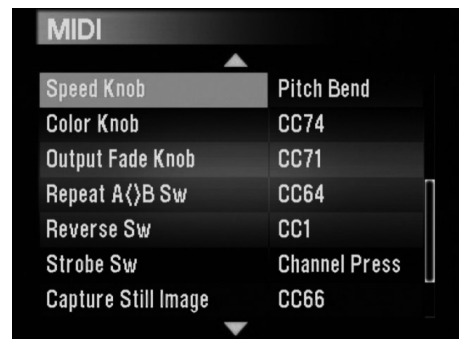 MIDI
Speed Knob Pitch Bend
Color Knob CC74
Output Fade Knob CC71
Repeat A⟨⟩B Sw CC64
Reverse Sw CC1
Strobe Sw Channel Press
Capture Still Image CC66